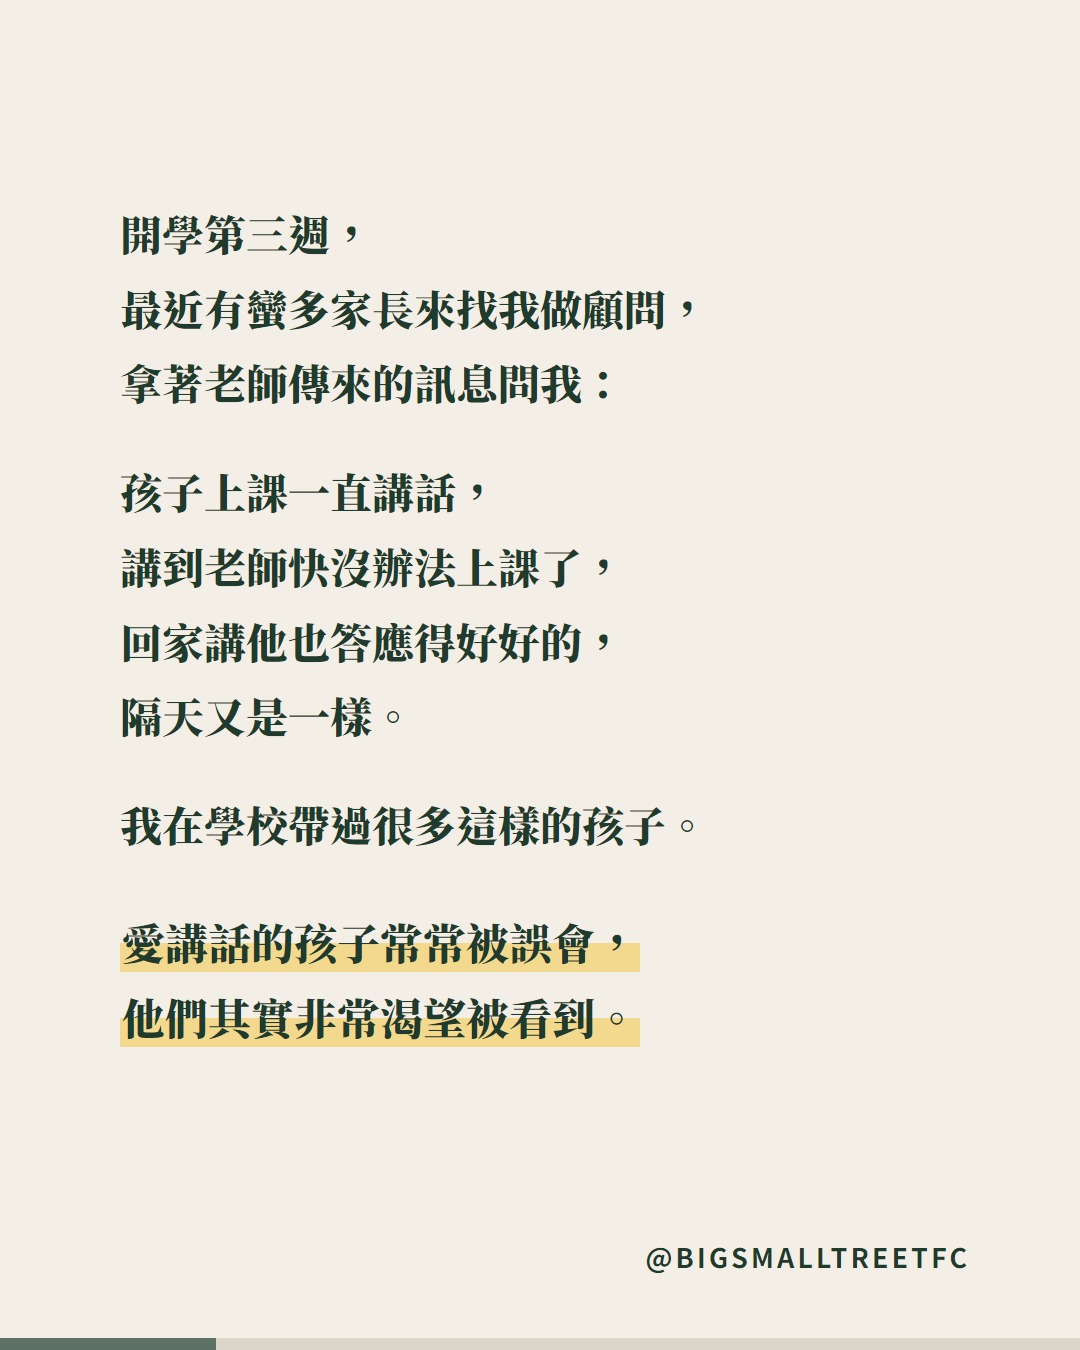 開學第三週，
最近有蠻多家長來找我做顧問，
拿著老師傳來的訊息問我：
孩子上課一直講話，
講到老師快沒辦法上課了，
回家講他也答應得好好的，
隔天又是一樣。
我在學校帶過很多這樣的孩子。
愛講話的孩子常常被誤會，
他們其實非常渴望被看到。
@BIGSMALLTREETFC